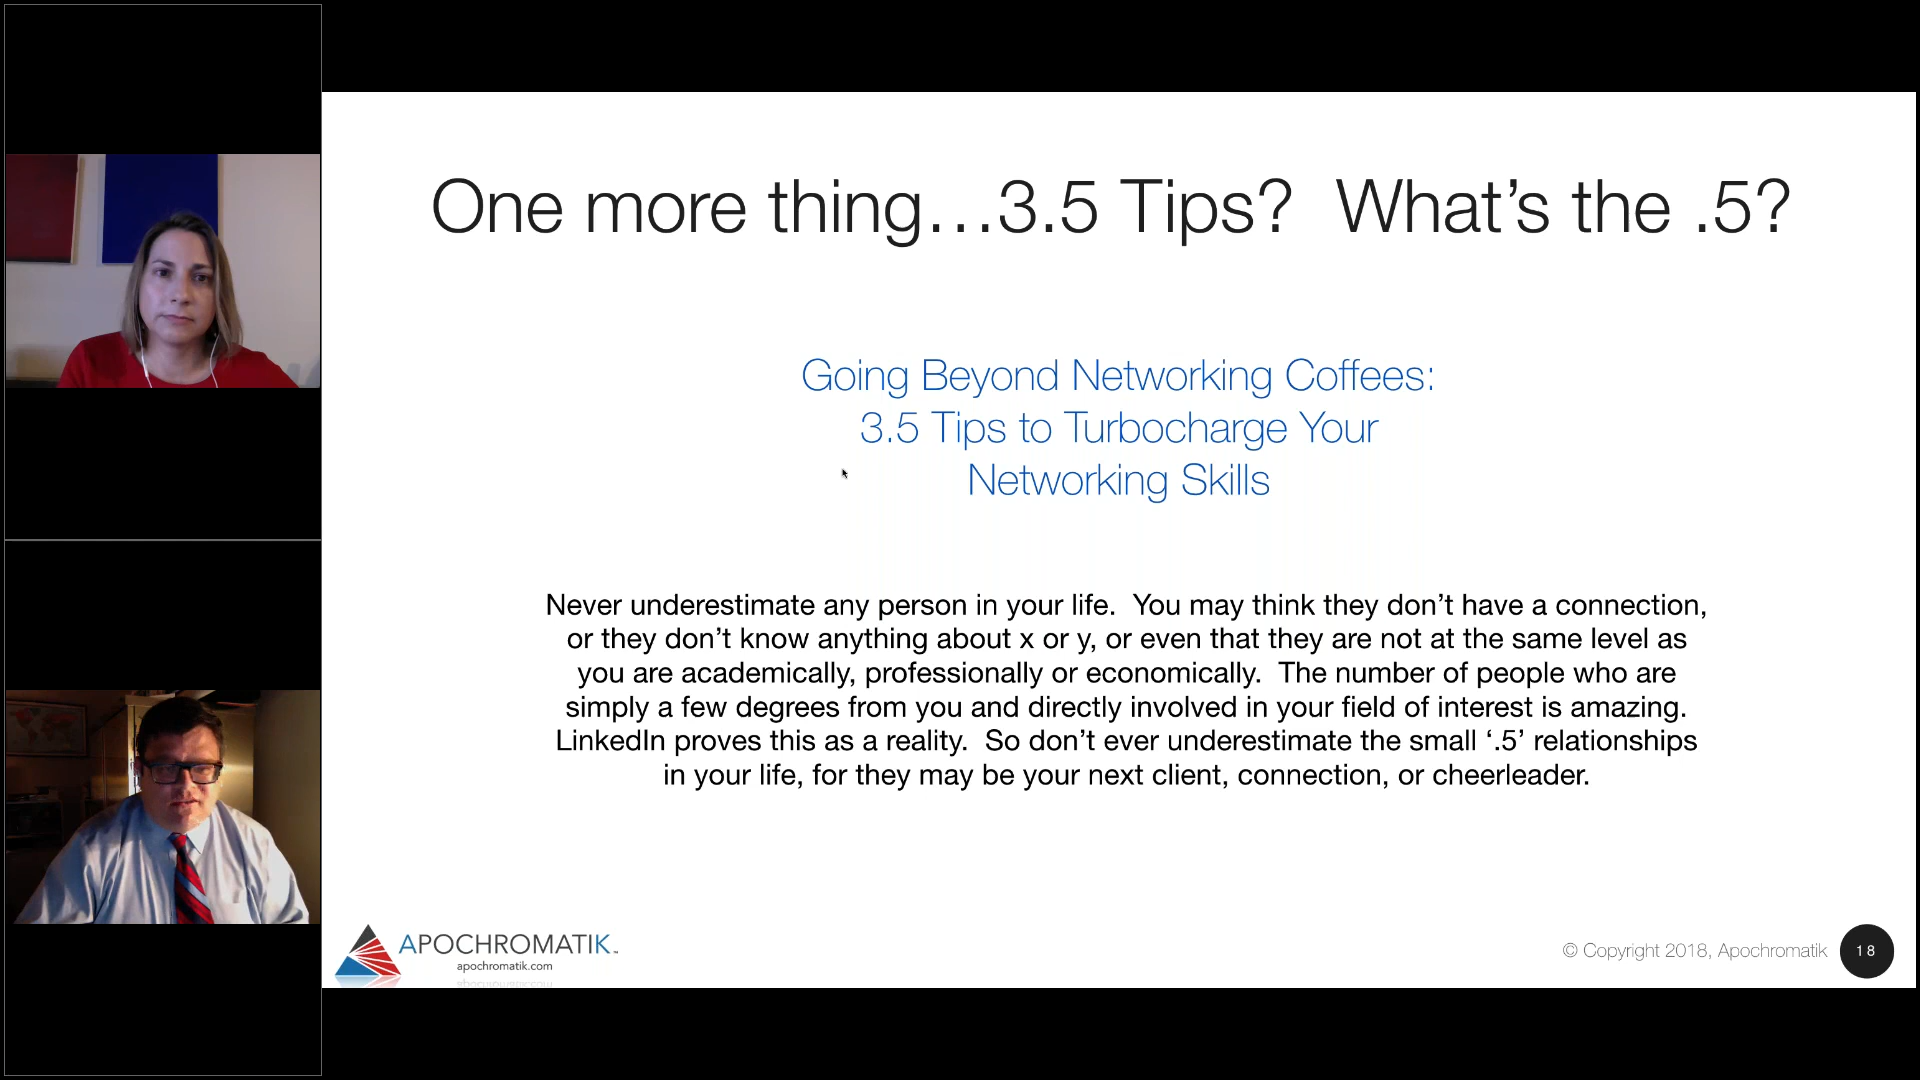 One more thing…3.5 Tips?  What’s the .5?
Going Beyond Networking Coffees:
3.5 Tips to Turbocharge Your
Networking Skills
Never underestimate any person in your life.  You may think they don’t have a connection,
or they don’t know anything about x or y, or even that they are not at the same level as
you are academically, professionally or economically.  The number of people who are
simply a few degrees from you and directly involved in your field of interest is amazing.
LinkedIn proves this as a reality.  So don’t ever underestimate the small ‘.5’ relationships
in your life, for they may be your next client, connection, or cheerleader.
APOCHROMATIK™
apochromatik.com
© Copyright 2018, Apochromatik
18